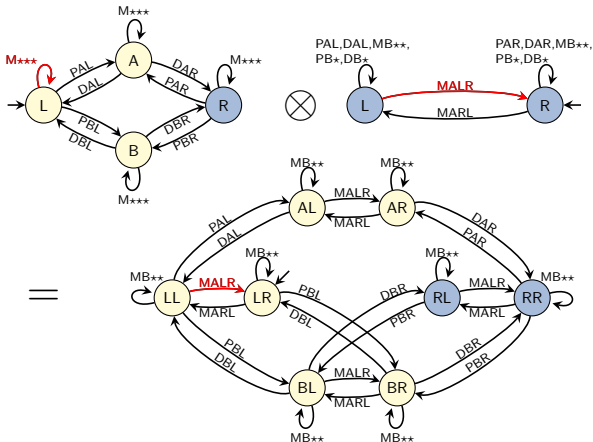 M⋆⋆⋆
M⋆⋆⋆
PAL
DAL
A
DAR
PAR
M⋆⋆⋆
L
R
PBL
DBL
B
DBR
PBR
M⋆⋆⋆
⊗
PAL,DAL,MB⋆⋆,
PB⋆,DB⋆
PAR,DAR,MB⋆⋆,
PB⋆,DB⋆
L
MALR
MARL
R
=
MB⋆⋆
MB⋆⋆
AL
MALR
MARL
AR
PAL
DAL
DAR
PAR
MB⋆⋆
MB⋆⋆
MB⋆⋆
MB⋆⋆
LL
MALR
MARL
LR
PBL
DBL
DBR
PBR
RL
MALR
MARL
RR
PBL
DBL
DBR
PBR
BL
MALR
MARL
BR
MB⋆⋆
MB⋆⋆